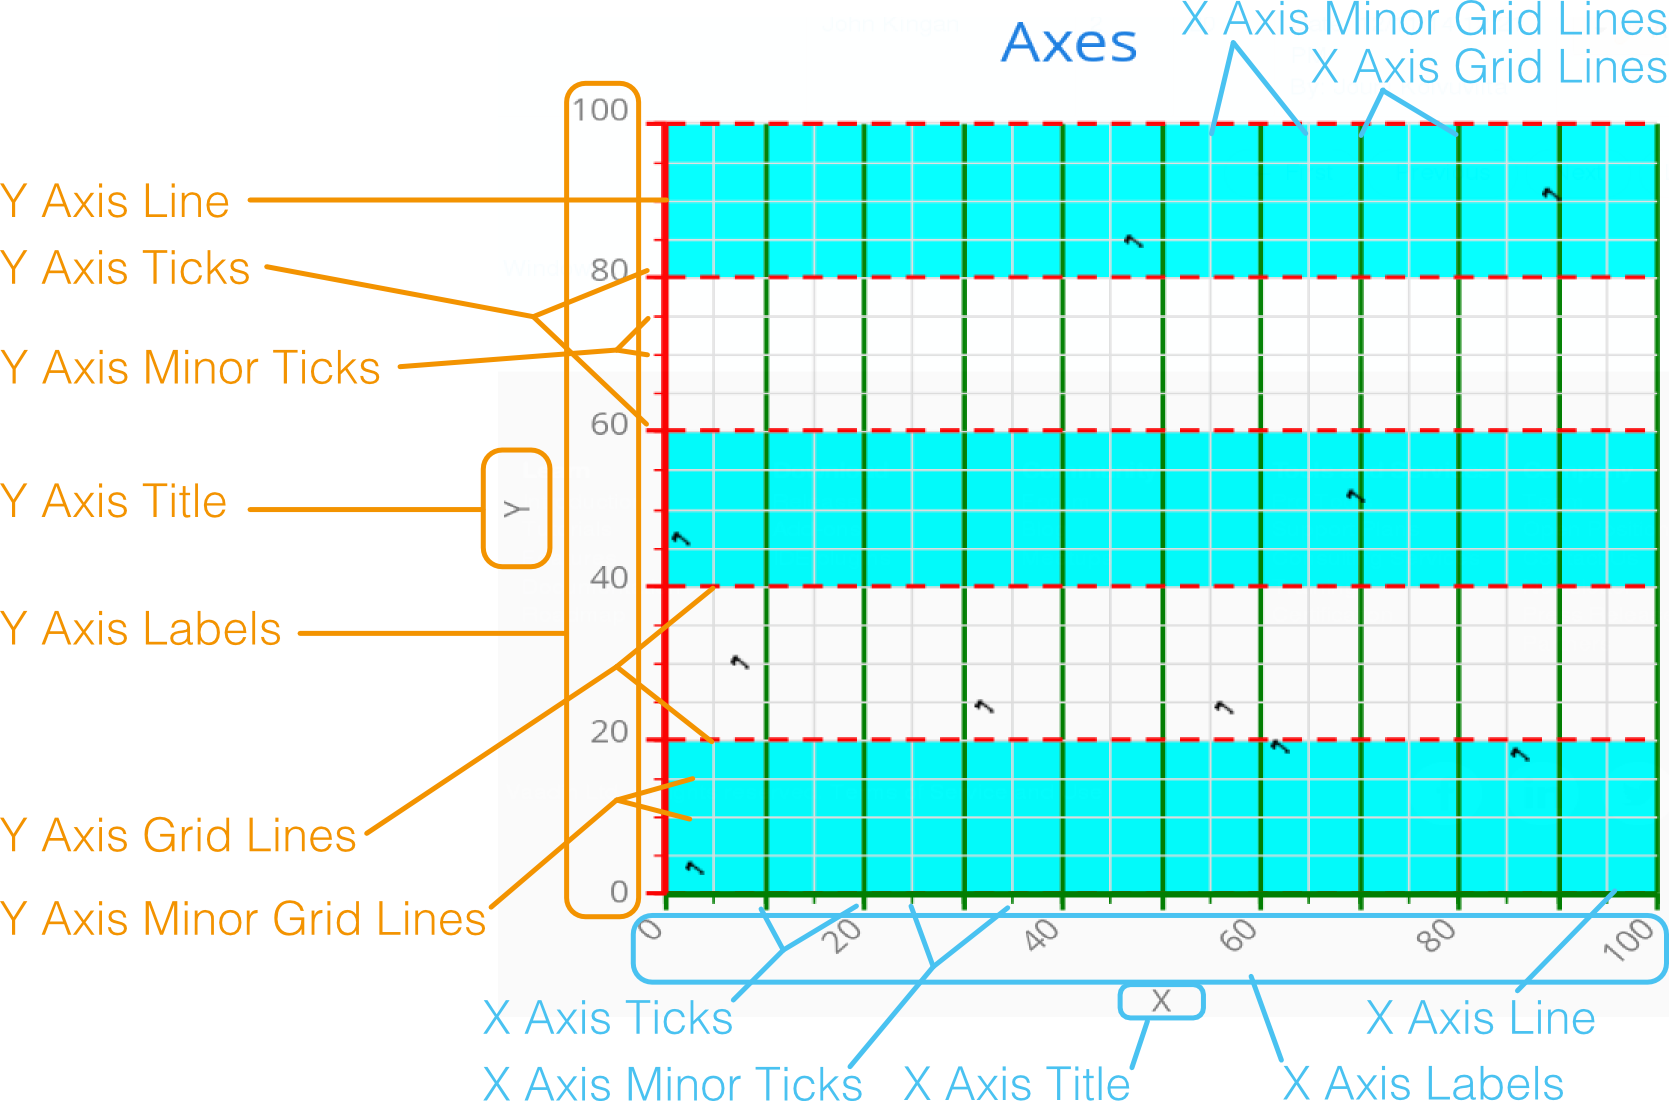 X Axis Minor Grid Lines
Axes
X Axis Grid Lines
100
Y Axis Line
Y Axis Ticks
80
Y Axis Minor Ticks
60
Y Axis Title
Y
40
Y Axis Labels
20
Y Axis Grid Lines
0
Y Axis Minor Grid Lines
0 20 40 60 80 100
X
X Axis Ticks
X Axis Line
X Axis Minor Ticks
X Axis Title
X Axis Labels